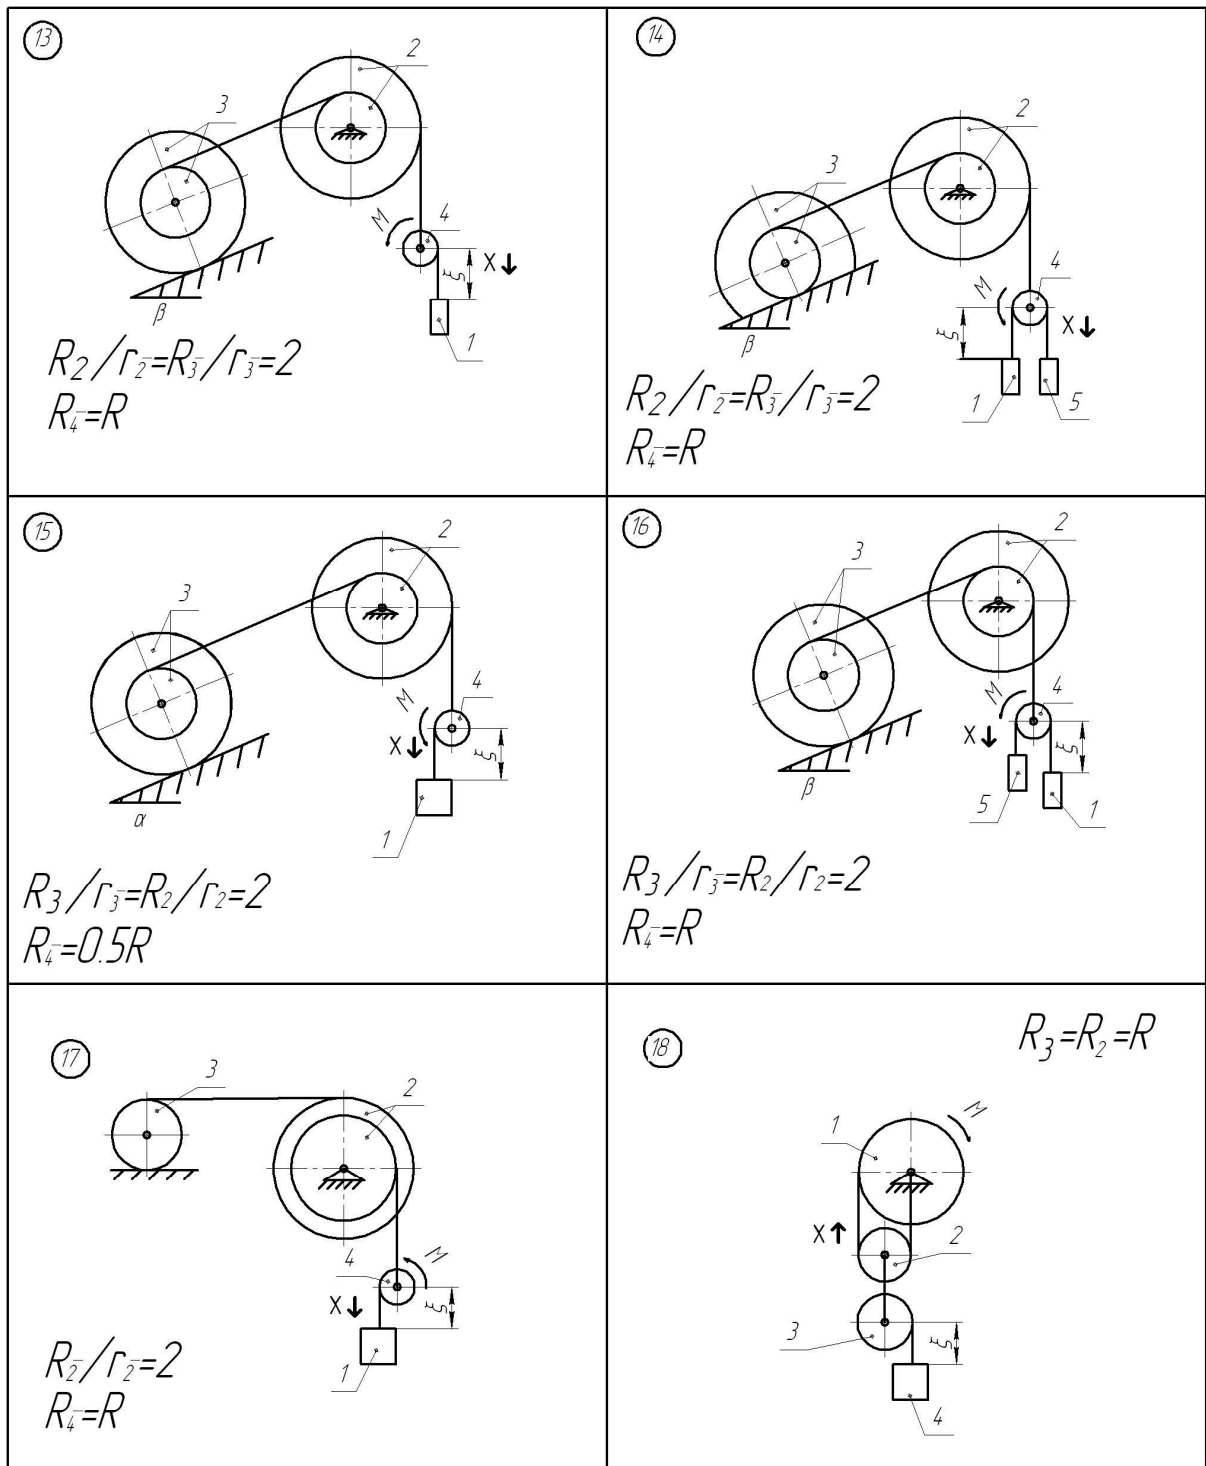 13
2
3
M
4
ξ
X
β
1
R2/r2=R3/r3=2
R4=R
14
2
3
4
M
ξ
X
β
1
5
R2/r2=R3/r3=2
R4=R
15
2
3
4
M
X
ξ
α
1
R3/r3=R2/r2=2
R4=0.5R
16
2
3
4
M
X
ξ
β
5
1
R3/r3=R2/r2=2
R4=R
17
3
2
4
M
X
ξ
1
R2/r2=2
R4=R
18
R3=R2=R
1
M
X
2
3
ξ
4